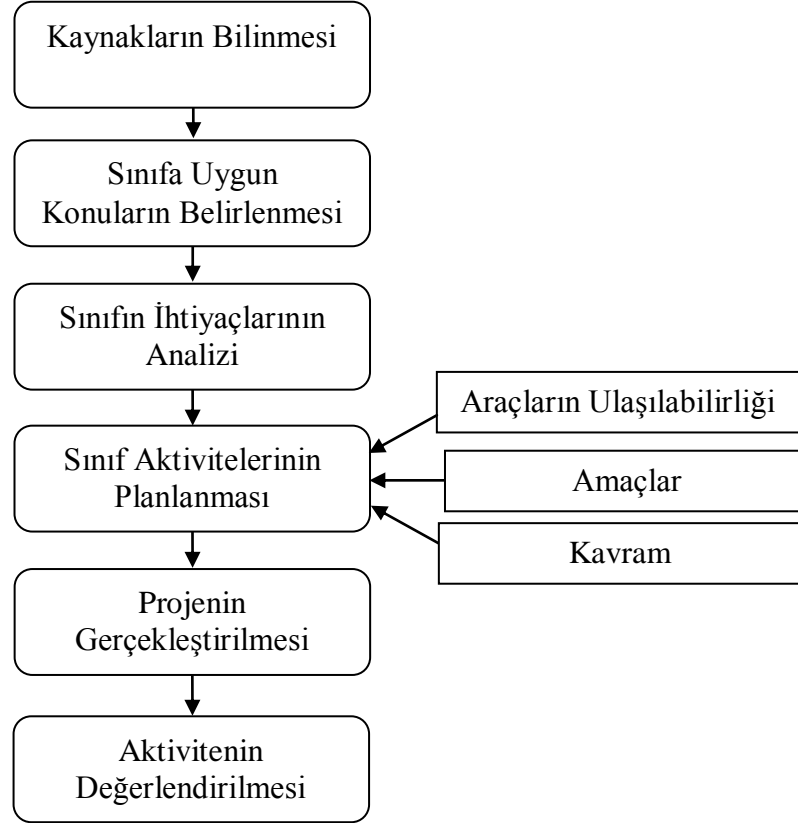 Kaynakların Bilinmesi
Sınıfa Uygun
Konuların Belirlenmesi
Sınıfın İhtiyaçlarının
Analizi
Araçların Ulaşılabilirliği
Sınıf Aktivitelerinin
Planlanması
Amaçlar
Kavram
Projenin
Gerçekleştirilmesi
Aktivitenin
Değerlendirilmesi